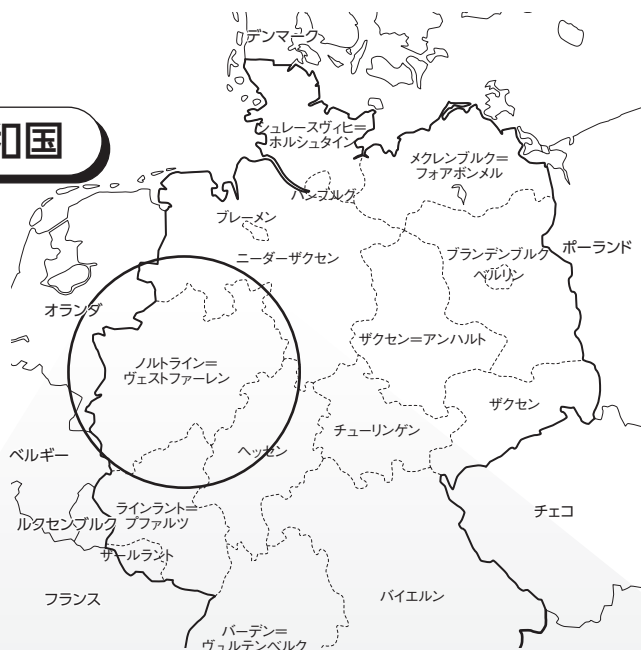 デンマーク
和国
シュレースヴィヒ=
ホルシュタイン
メクレンブルク=
フォアポンメル
ハンブルグ
ブレーメン
ニーダーザクセン
ブランデンブルク
ベルリン
ポーランド
オランダ
ザクセン=アンハルト
ノルトライン=
ヴェストファーレン
ザクセン
チューリンゲン
ヘッセン
ベルギー
ラインラント=
プファルツ
ルクセンブルク
チェコ
ザールラント
フランス
バイエルン
バーデン=
ヴュルテンベルク